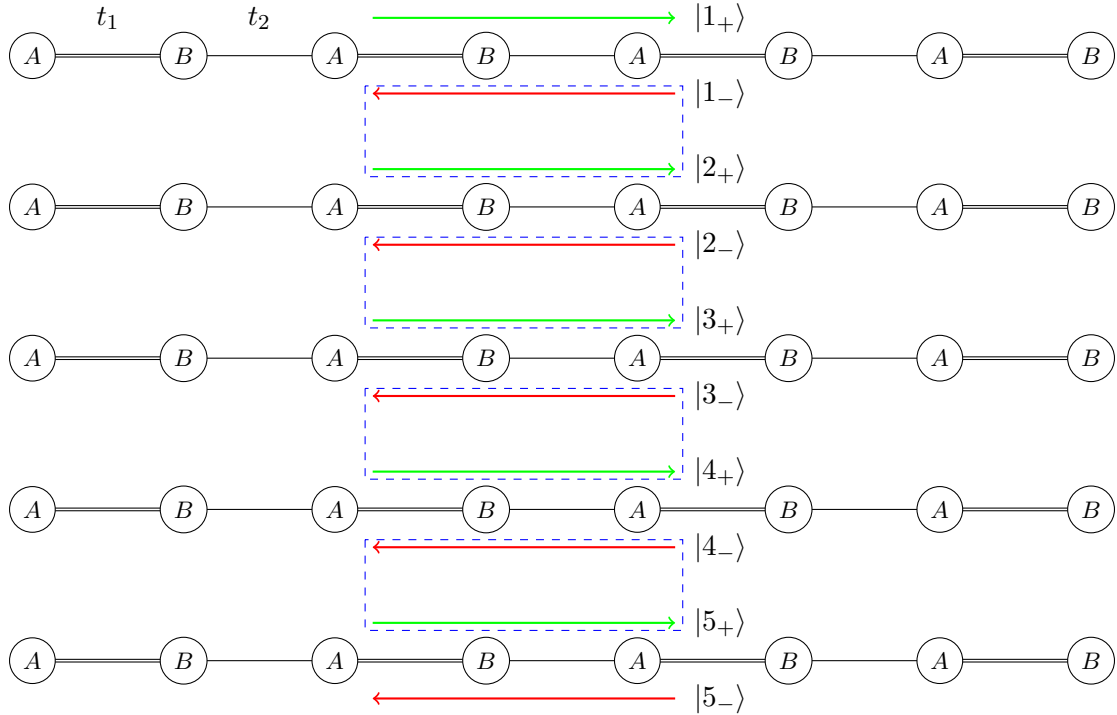 t₁ t₂ |1₊⟩
A B A B A B A B
|1₋⟩
|2₊⟩
A B A B A B A B
|2₋⟩
|3₊⟩
A B A B A B A B
|3₋⟩
|4₊⟩
A B A B A B A B
|4₋⟩
|5₊⟩
A B A B A B A B
|5₋⟩